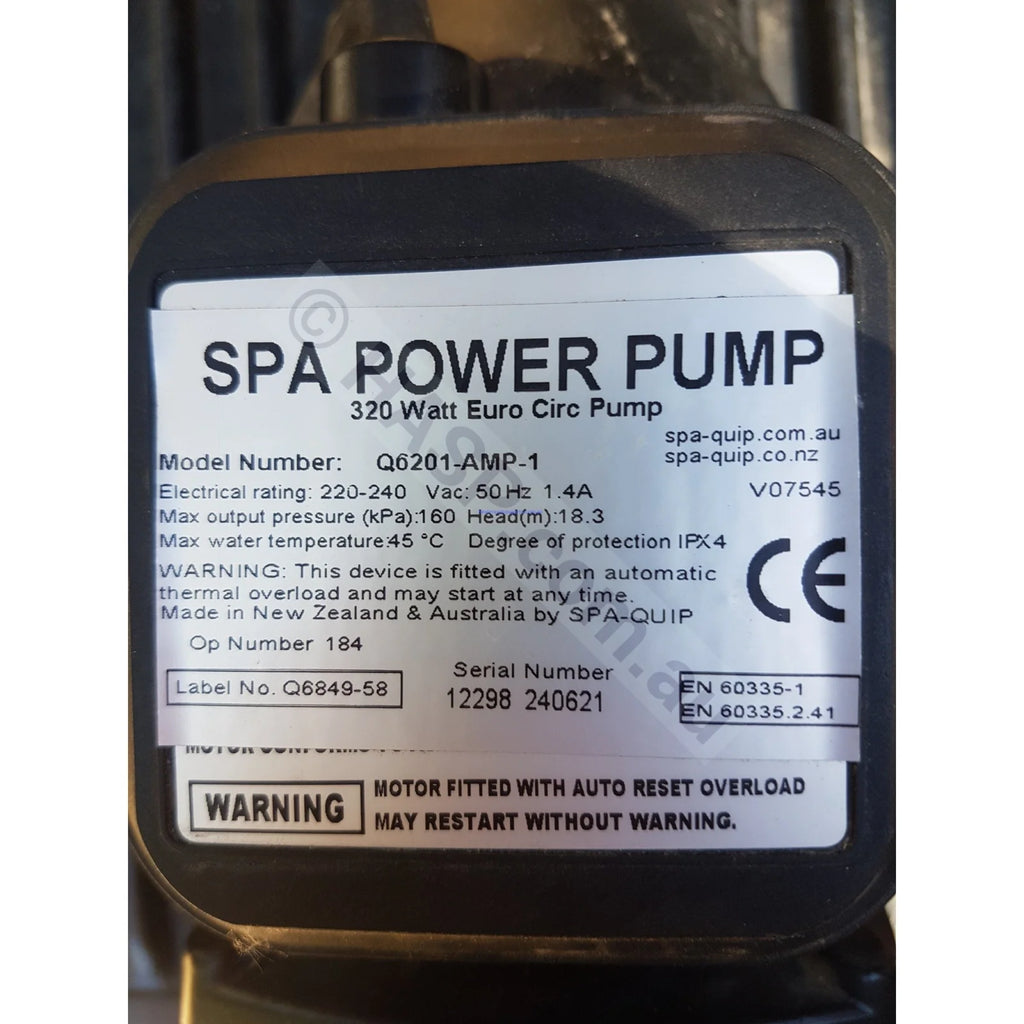 SPA POWER PUMP
320 Watt Euro Circ Pump
spa-quip.com.au
spa-quip.co.nz
Model Number: Q6201-AMP-1
Electrical rating: 220-240 Vac: 50 Hz 1.4A V07545
Max output pressure (kPa):160 Head(m):18.3
Max water temperature:45 °C Degree of protection IPX4
WARNING: This device is fitted with an automatic
thermal overload and may start at any time.
Made in New Zealand & Australia by SPA-QUIP
CE
Op Number 184
Serial Number
12298 240621
Label No. Q6849-58
EN 60335-1
EN 60335.2.41
MOTOR CONFORMS
WARNING
MOTOR FITTED WITH AUTO RESET OVERLOAD
MAY RESTART WITHOUT WARNING.